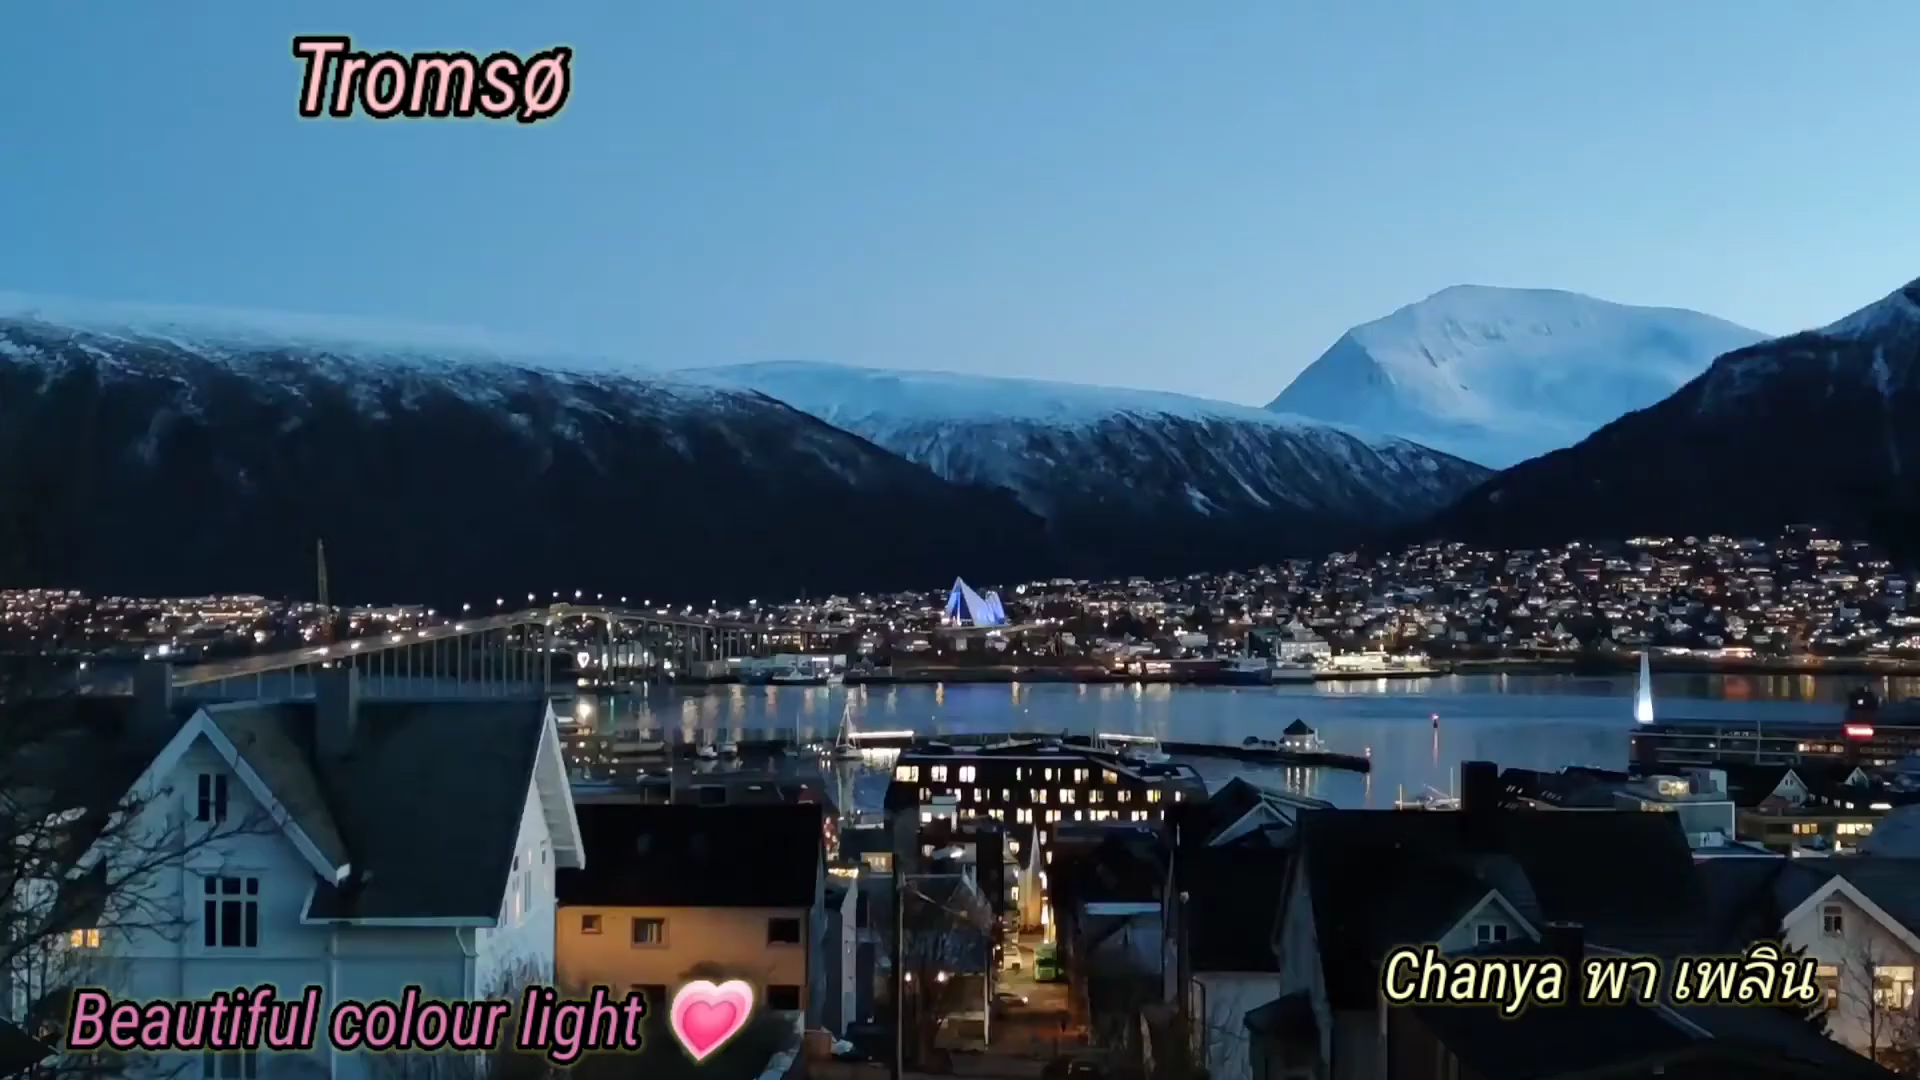 Tromsø
Chanya พา เพลิน
Beautiful colour light